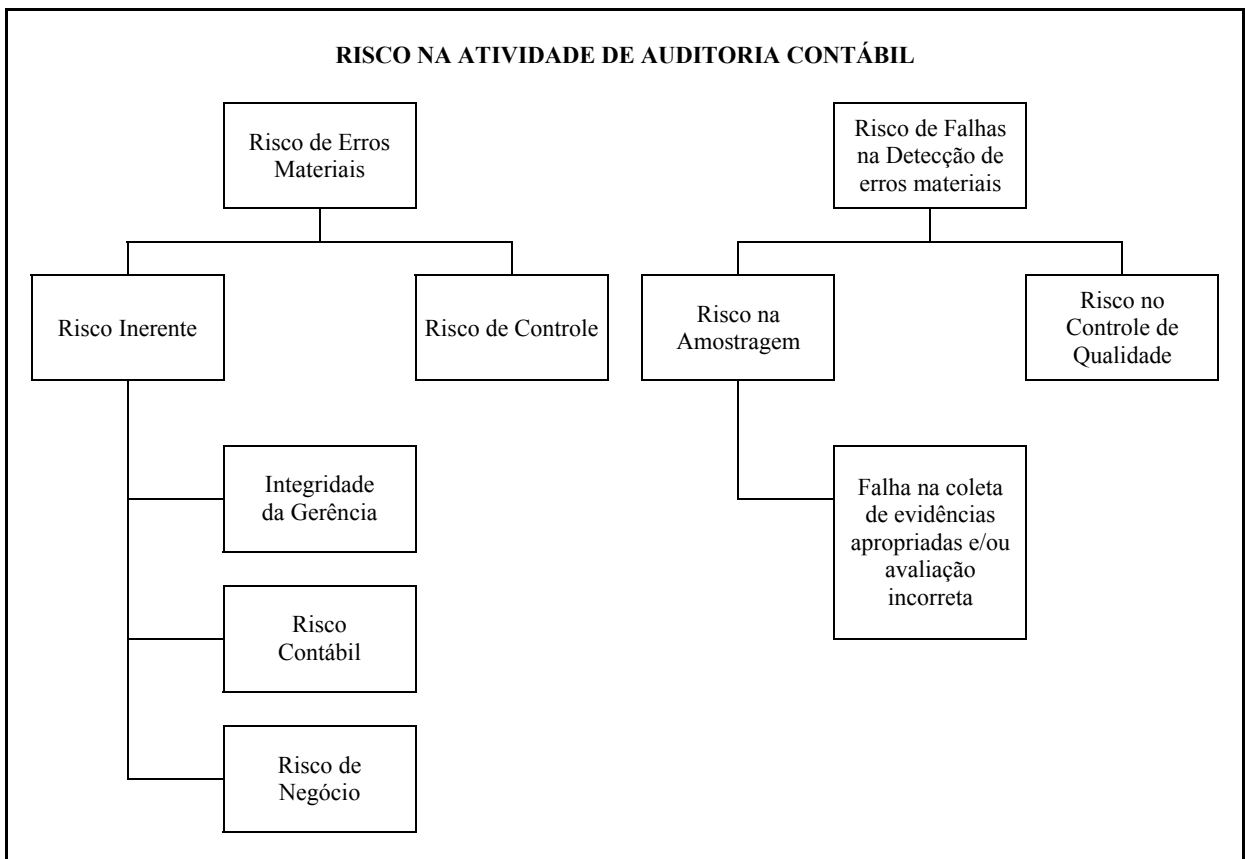 RISCO NA ATIVIDADE DE AUDITORIA CONTÁBIL
Risco de Erros
Materiais
Risco de Falhas
na Detecção de
erros materiais
Risco Inerente
Risco de Controle
Risco na
Amostragem
Risco no
Controle de
Qualidade
Integridade
da Gerência
Falha na coleta
de evidências
apropriadas e/ou
avaliação
incorreta
Risco
Contábil
Risco de
Negócio